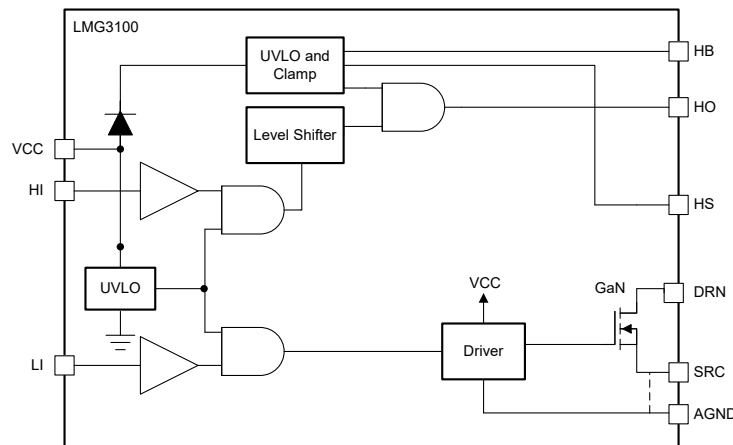 LMG3100
UVLO and
Clamp
HB
HO
Level Shifter
VCC
HI
HS
UVLO
VCC
GaN
DRN
Driver
LI
SRC
AGND